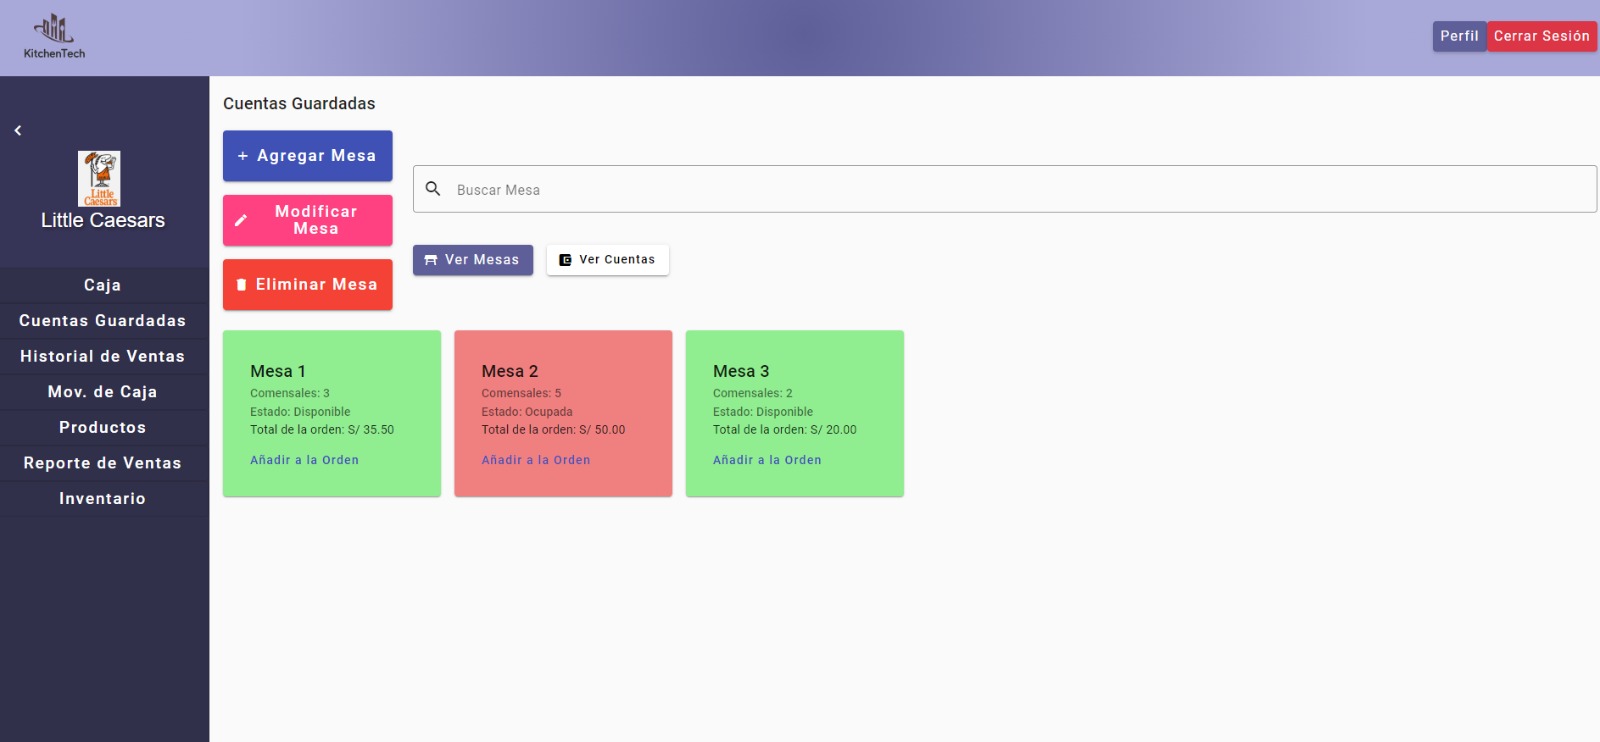 KitchenTech
Perfil
Cerrar Sesión
Little
Caesars
Little Caesars
Caja
Cuentas Guardadas
Historial de Ventas
Mov. de Caja
Productos
Reporte de Ventas
Inventario
Cuentas Guardadas
+ Agregar Mesa
Modificar
Mesa
Eliminar Mesa
Buscar Mesa
Ver Mesas
Ver Cuentas
Mesa 1
Comensales: 3
Estado: Disponible
Total de la orden: S/ 35.50
Añadir a la Orden
Mesa 2
Comensales: 5
Estado: Ocupada
Total de la orden: S/ 50.00
Añadir a la Orden
Mesa 3
Comensales: 2
Estado: Disponible
Total de la orden: S/ 20.00
Añadir a la Orden